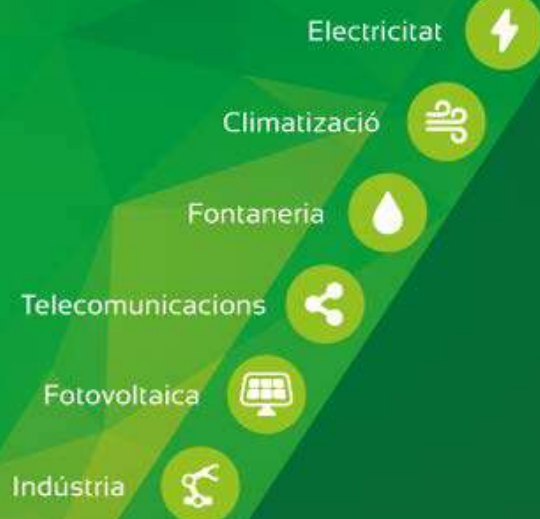 Electricitat
Climatizació
Fontaneria
Telecomunicacions
Fotovoltaica
Indústria